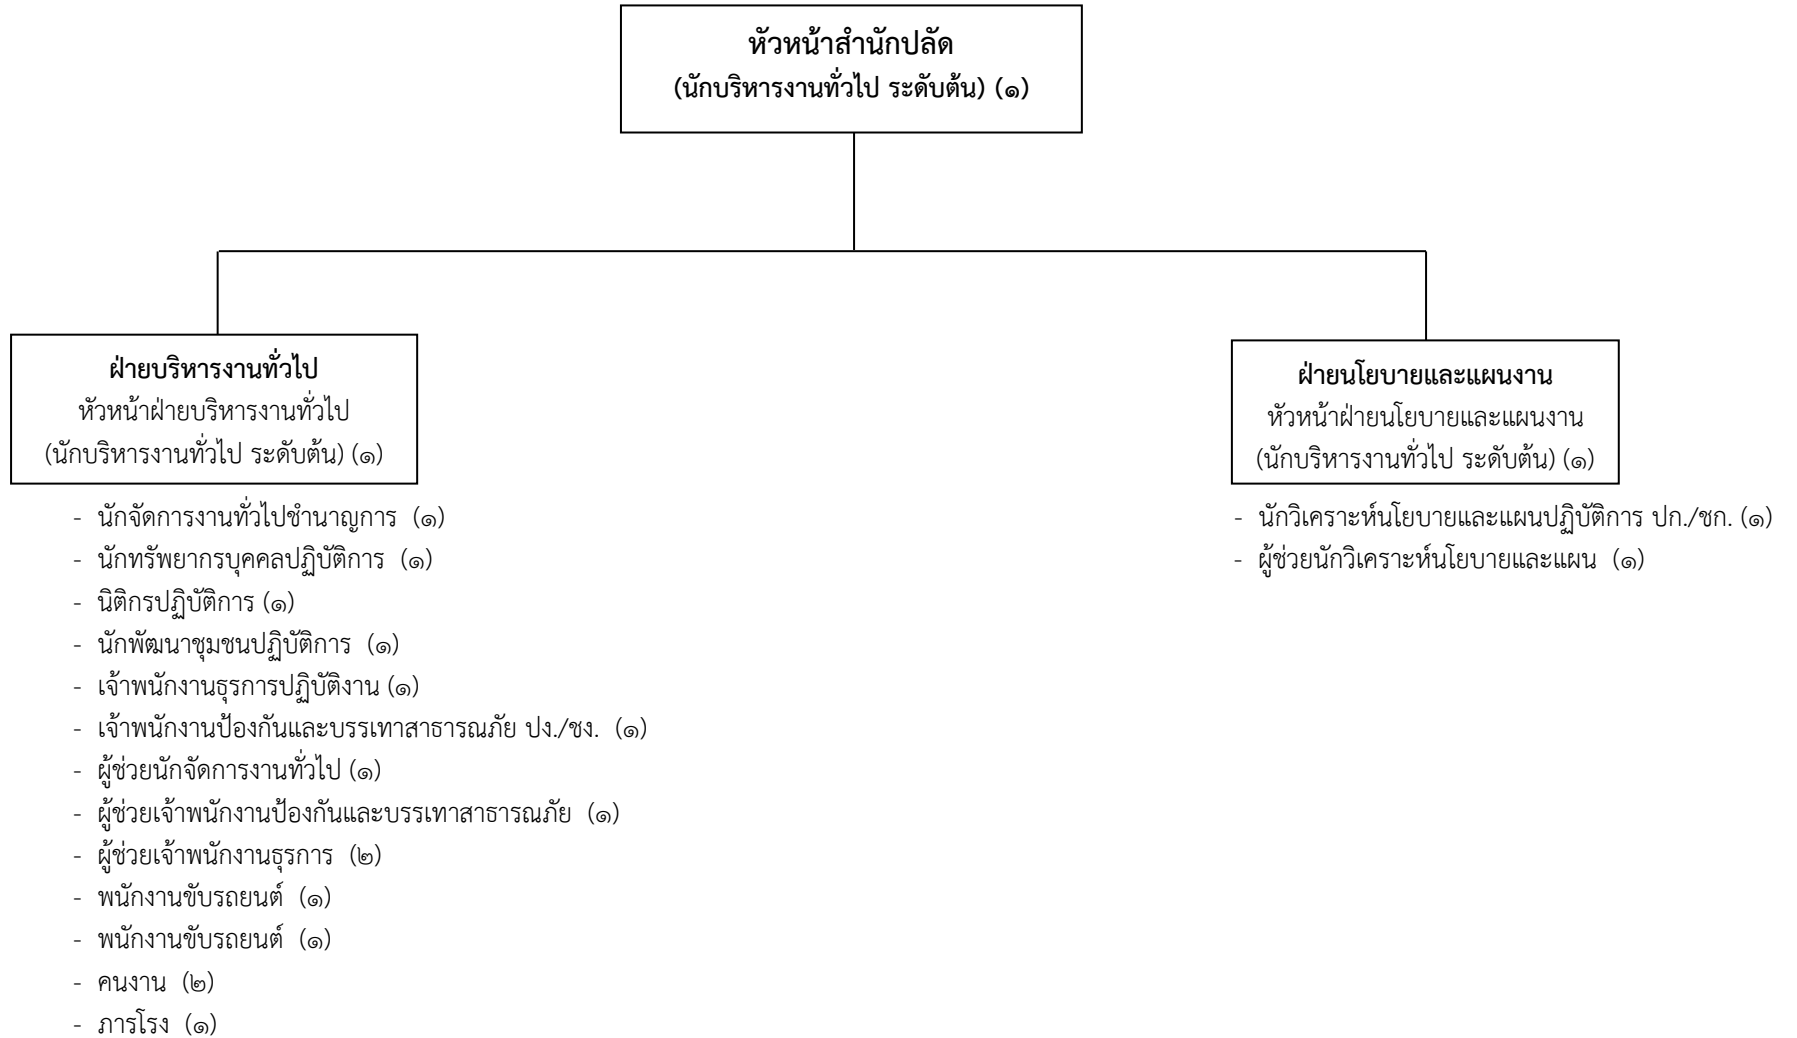 หัวหน้าสำนักปลัด
(นักบริหารงานทั่วไป ระดับต้น) (๑)
ฝ่ายบริหารงานทั่วไป
หัวหน้าฝ่ายบริหารงานทั่วไป
(นักบริหารงานทั่วไป ระดับต้น) (๑)
- นักจัดการงานทั่วไปชำนาญการ (๑)
- นักทรัพยากรบุคคลปฏิบัติการ (๑)
- นิติกรปฏิบัติการ (๑)
- นักพัฒนาชุมชนปฏิบัติการ (๑)
- เจ้าพนักงานธุรการปฏิบัติงาน (๑)
- เจ้าพนักงานป้องกันและบรรเทาสาธารณภัย ปง./ชง. (๑)
- ผู้ช่วยนักจัดการงานทั่วไป (๑)
- ผู้ช่วยเจ้าพนักงานป้องกันและบรรเทาสาธารณภัย (๑)
- ผู้ช่วยเจ้าพนักงานธุรการ (๒)
- พนักงานขับรถยนต์ (๑)
- พนักงานขับรถยนต์ (๑)
- คนงาน (๒)
- ภารโรง (๑)
ฝ่ายนโยบายและแผนงาน
หัวหน้าฝ่ายนโยบายและแผนงาน
(นักบริหารงานทั่วไป ระดับต้น) (๑)
- นักวิเคราะห์นโยบายและแผนปฏิบัติการ ปก./ชก. (๑)
- ผู้ช่วยนักวิเคราะห์นโยบายและแผน (๑)